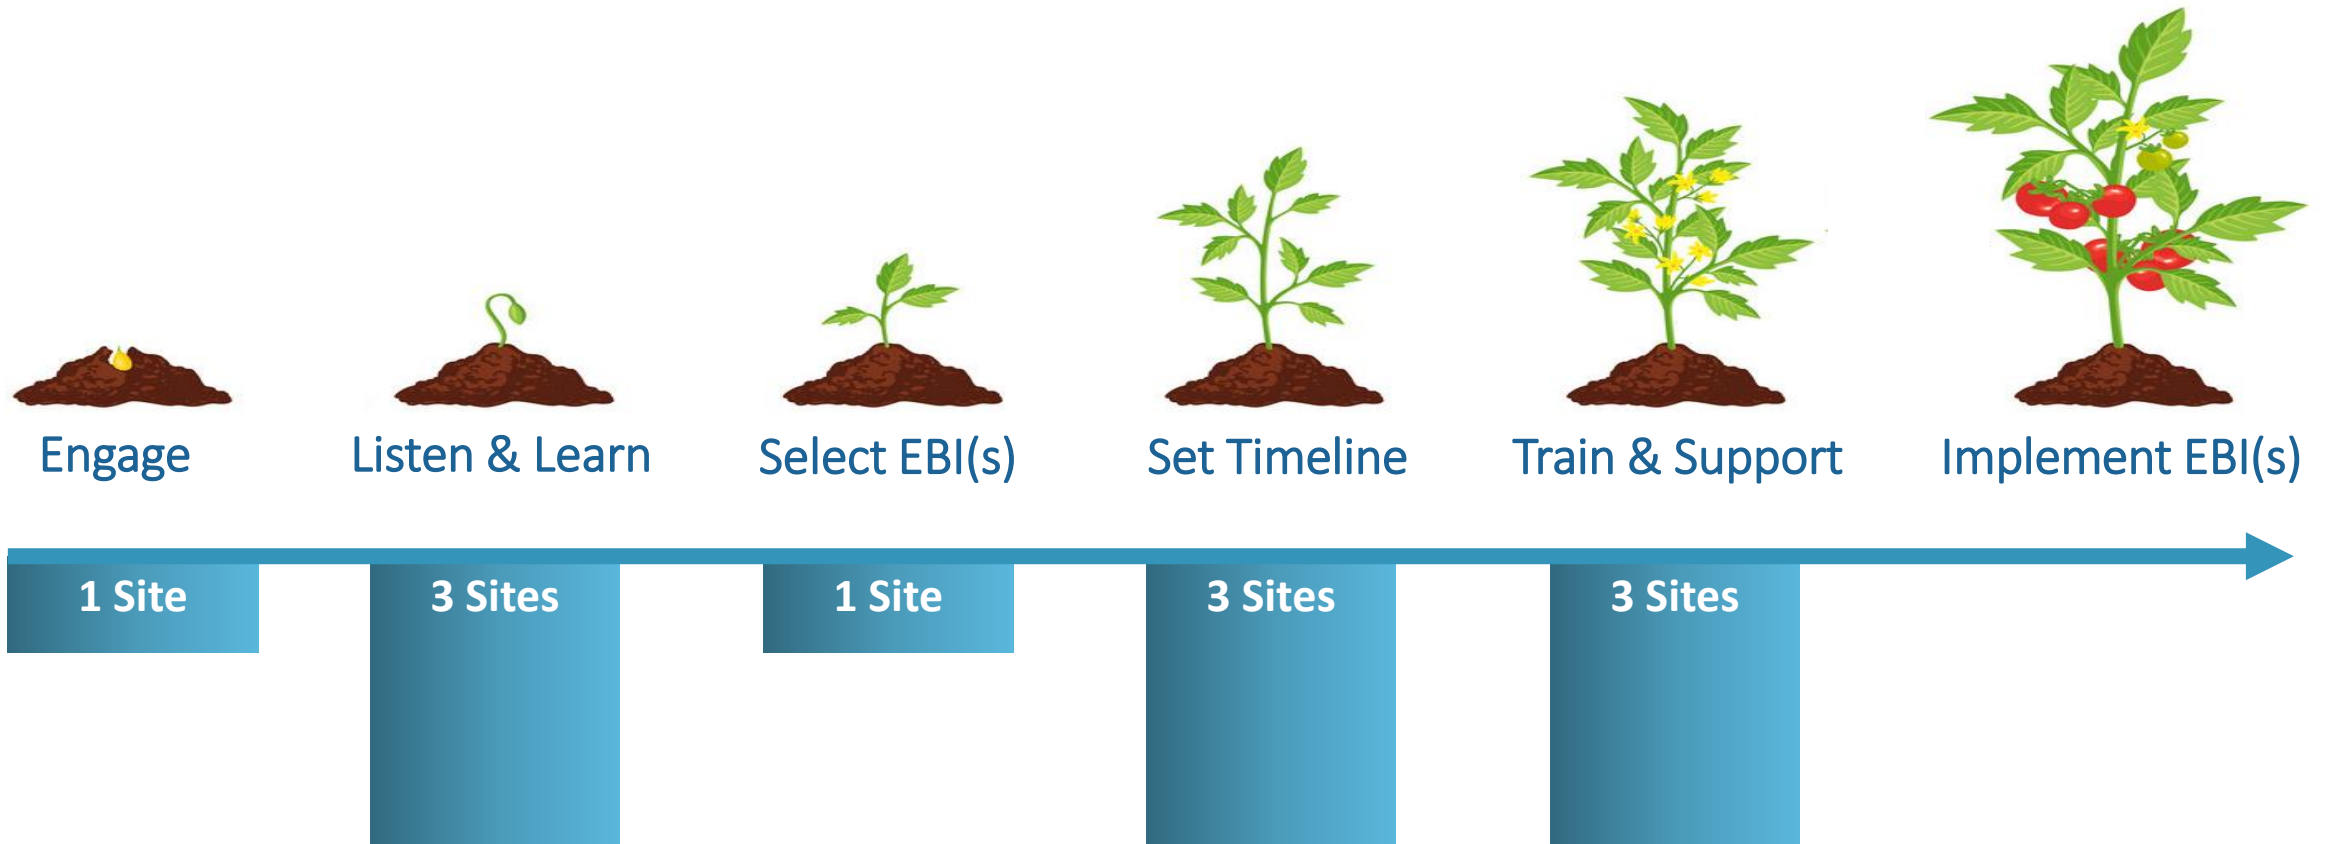 Engage
Listen & Learn
Select EBI(s)
Set Timeline
Train & Support
Implement EBI(s)
1 Site
3 Sites
1 Site
3 Sites
3 Sites